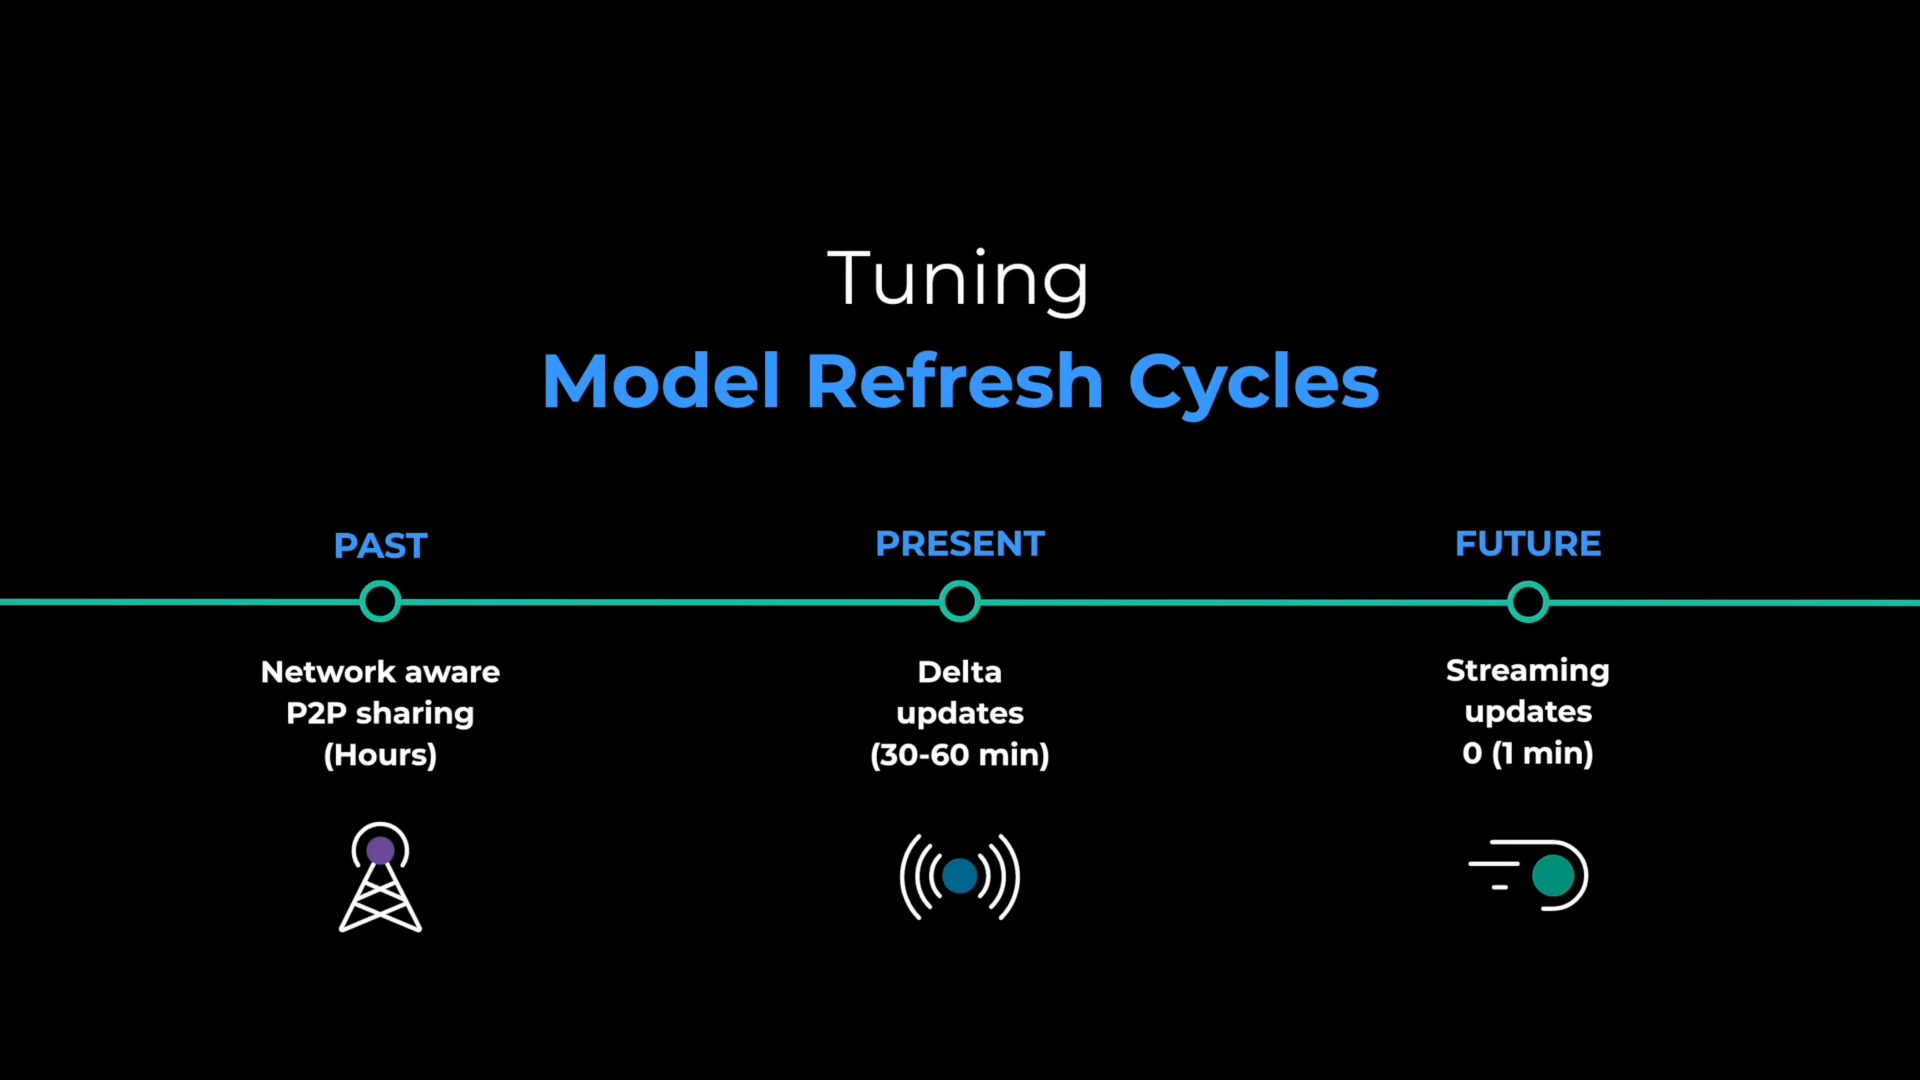 Tuning
Model Refresh Cycles
PAST
Network aware
P2P sharing
(Hours)
PRESENT
Delta
updates
(30-60 min)
FUTURE
Streaming
updates
0 (1 min)